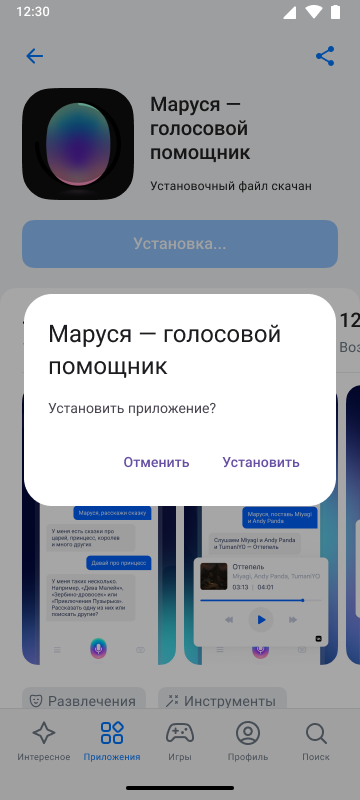 12:30
Маруся —
голосовой
помощник
Установочный файл скачан
Установка...
12
Воз
Маруся — голосовой
помощник
Установить приложение?
Отменить
Установить
Маруся, расскажи сказку
У меня есть сказки про
царей, принцесс, королев
и много других
Давай про принцесс
У меня таких несколько.
Например, «Дева Малейн»,
«Зербино-дровосек» или
«Приключения Пузырька».
Рассказать одну из них или
поискать другие?
Маруся, поставь Miyagi
и Andy Panda
Слушаем Miyagi и Andy Panda
и TumaniYO — Оттепель
Оттепель
Miyagi, Andy Panda, TumaniYO
03:13
04:01
Развлечения
Инструменты
Интересное
Приложения
Игры
Профиль
Поиск